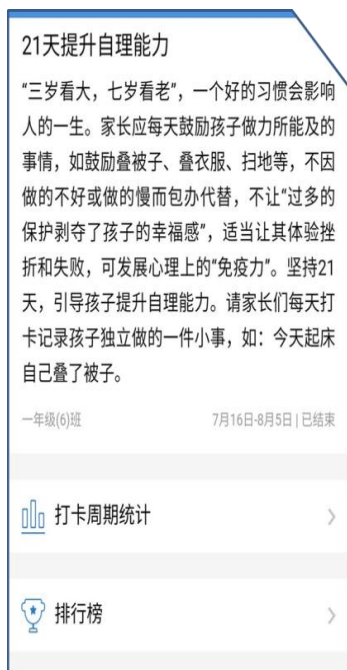 21天提升自理能力
“三岁看大，七岁看老”，一个好的习惯会影响
人的一生。家长应每天鼓励孩子做力所能及的
事情，如鼓励叠被子、叠衣服、扫地等，不因
做的不好或做的慢而包办代替，不让“过多的
保护剥夺了孩子的幸福感”，适当让其体验挫
折和失败，可发展心理上的“免疫力”。坚持21
天，引导孩子提升自理能力。请家长们每天打
卡记录孩子独立做的一件小事，如：今天起床
自己叠了被子。
一年级(6)班 7月16日-8月5日 | 已结束
打卡周期统计
排行榜